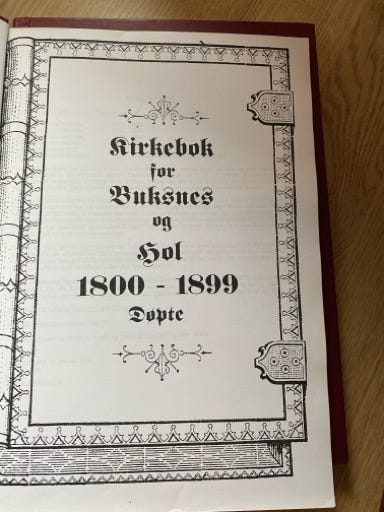 Kirkebok
for
Buksnes
og
Hol
1800 - 1899
Døpte